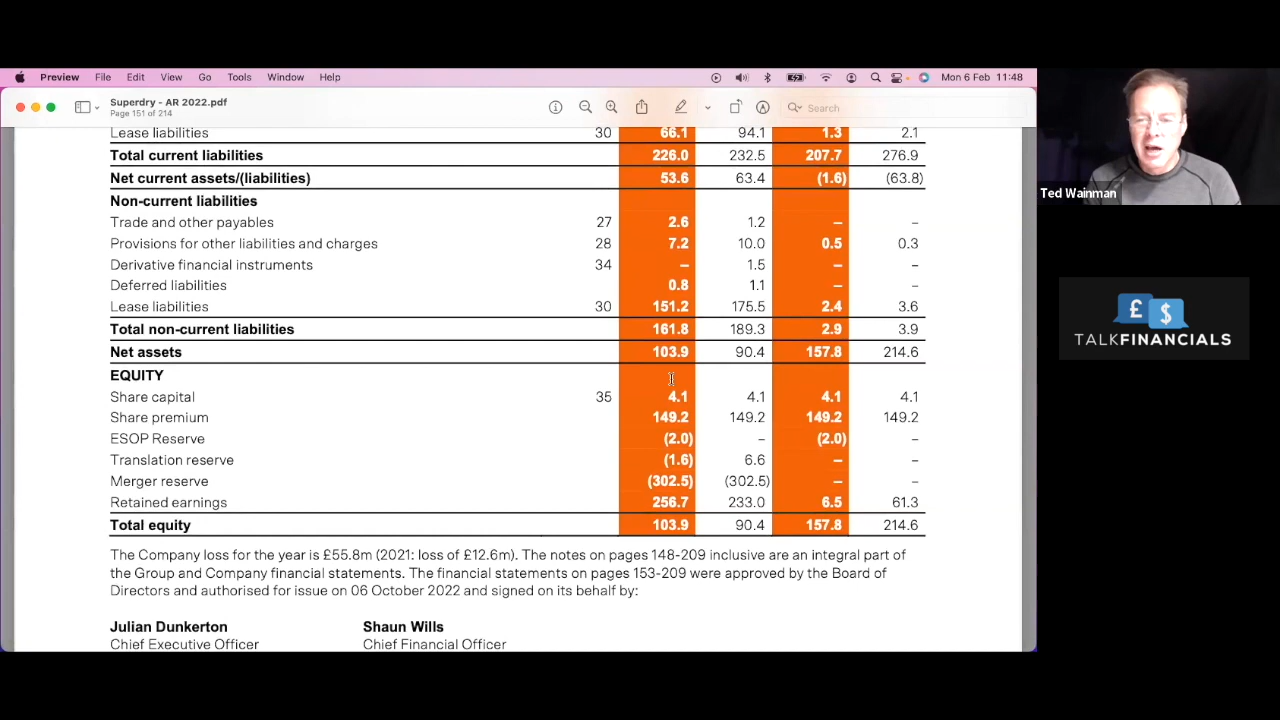 Preview File Edit View Go Tools Window Help Mon 6 Feb 11:48
Superdry - AR 2022.pdf
Page 151 of 214
Search
Lease liabilities 30 66.1 94.1 1.3 2.1
Total current liabilities 226.0 232.5 207.7 276.9
Net current assets/(liabilities) 53.6 63.4 (1.6) (63.8)
Non-current liabilities
Trade and other payables 27 2.6 1.2 – –
Provisions for other liabilities and charges 28 7.2 10.0 0.5 0.3
Derivative financial instruments 34 – 1.5 – –
Deferred liabilities 0.8 1.1 – –
Lease liabilities 30 151.2 175.5 2.4 3.6
Total non-current liabilities 161.8 189.3 2.9 3.9
Net assets 103.9 90.4 157.8 214.6
EQUITY
Share capital 35 4.1 4.1 4.1 4.1
Share premium 149.2 149.2 149.2 149.2
ESOP Reserve (2.0) – (2.0) –
Translation reserve (1.6) 6.6 – –
Merger reserve (302.5) (302.5) – –
Retained earnings 256.7 233.0 6.5 61.3
Total equity 103.9 90.4 157.8 214.6
The Company loss for the year is £55.8m (2021: loss of £12.6m). The notes on pages 148-209 inclusive are an integral part of
the Group and Company financial statements. The financial statements on pages 153-209 were approved by the Board of
Directors and authorised for issue on 06 October 2022 and signed on its behalf by:
Julian Dunkerton Shaun Wills
Chief Executive Officer Chief Financial Officer
Ted Wainman
£ $
TALKFINANCIALS